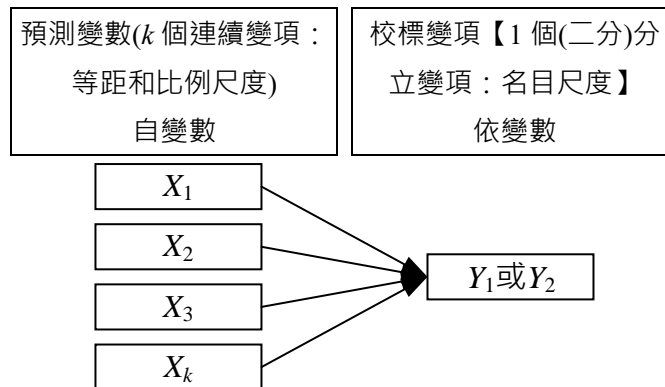 預測變數(k 個連續變項：
等距和比例尺度)
自變數
校標變項【1 個(二分)分
立變項：名目尺度】
依變數
X1
X2
X3
Xk
Y1或Y2